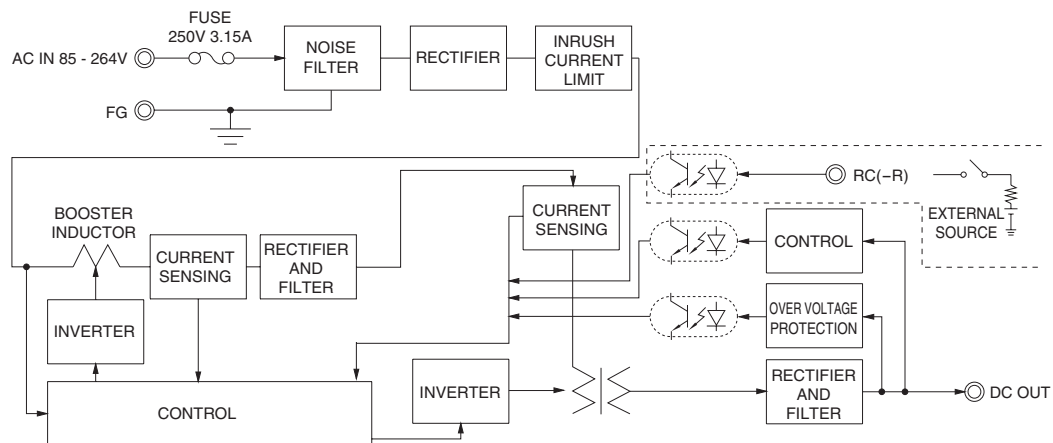 FUSE
250V 3.15A
AC IN 85 - 264V
NOISE
FILTER
RECTIFIER
INRUSH
CURRENT
LIMIT
FG
RC(−R)
EXTERNAL
SOURCE
BOOSTER
INDUCTOR
CURRENT
SENSING
RECTIFIER
AND
FILTER
CURRENT
SENSING
CONTROL
OVER VOLTAGE
PROTECTION
INVERTER
INVERTER
RECTIFIER
AND
FILTER
DC OUT
CONTROL